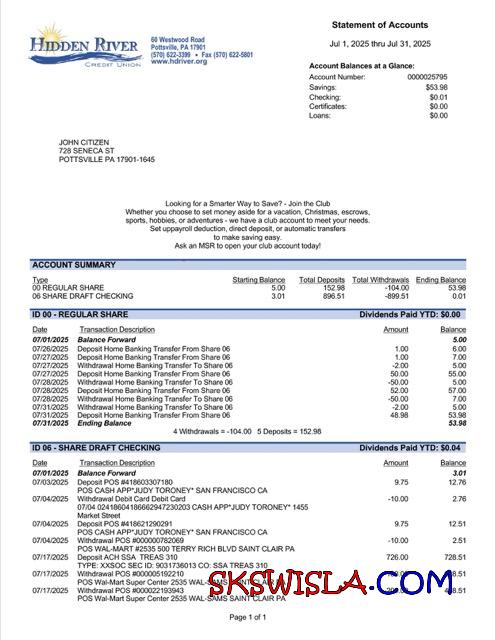 HIDDEN RIVER
CREDIT UNION
60 Westwood Road
Pottsville, PA 17901
(570) 622-3399 • Fax (570) 622-5801
www.hdriver.org
Statement of Accounts
Jul 1, 2025 thru Jul 31, 2025
Account Balances at a Glance:
Account Number: 0000025795
Savings: $53.98
Checking: $0.01
Certificates: $0.00
Loans: $0.00
JOHN CITIZEN
728 SENECA ST
POTTSVILLE PA 17901-1645
Looking for a Smarter Way to Save? - Join the Club
Whether you choose to set money aside for a vacation, Christmas, escrows,
sports, hobbies, or adventures - we have a club account to meet your needs.
Set uppayroll deduction, direct deposit, or automatic transfers
to make saving easy.
Ask an MSR to open your club account today!
ACCOUNT SUMMARY
Type Starting Balance Total Deposits Total Withdrawals Ending Balance
00 REGULAR SHARE 5.00 152.98 -104.00 53.98
06 SHARE DRAFT CHECKING 3.01 896.51 -899.51 0.01
ID 00 - REGULAR SHARE Dividends Paid YTD: $0.00
Date Transaction Description Amount Balance
07/01/2025 Balance Forward 5.00
07/26/2025 Deposit Home Banking Transfer From Share 06 1.00 6.00
07/27/2025 Deposit Home Banking Transfer From Share 06 1.00 7.00
07/27/2025 Withdrawal Home Banking Transfer To Share 06 -2.00 5.00
07/27/2025 Deposit Home Banking Transfer From Share 06 50.00 55.00
07/28/2025 Withdrawal Home Banking Transfer To Share 06 -50.00 5.00
07/28/2025 Deposit Home Banking Transfer From Share 06 52.00 57.00
07/28/2025 Withdrawal Home Banking Transfer To Share 06 -50.00 7.00
07/31/2025 Withdrawal Home Banking Transfer To Share 06 -2.00 5.00
07/31/2025 Deposit Home Banking Transfer From Share 06 48.98 53.98
07/31/2025 Ending Balance 53.98
4 Withdrawals = -104.00 5 Deposits = 152.98
ID 06 - SHARE DRAFT CHECKING Dividends Paid YTD: $0.04
Date Transaction Description Amount Balance
07/01/2025 Balance Forward 3.01
07/03/2025 Deposit POS #418603307180 9.75 12.76
POS CASH APP*JUDY TORONEY* SAN FRANCISCO CA
07/04/2025 Withdrawal Debit Card Debit Card -10.00 2.76
07/04 02418604186662947230203 CASH APP*JUDY TORONEY* 1455
Market Street
07/04/2025 Deposit POS #418621290291 9.75 12.51
POS CASH APP*JUDY TORONEY* SAN FRANCISCO CA
07/04/2025 Withdrawal POS #000000782069 -10.00 2.51
POS WAL-MART #2535 500 TERRY RICH BLVD SAINT CLAIR PA
07/17/2025 Deposit ACH SSA TREAS 310 726.00 728.51
TYPE: XXSOC SEC ID: 9031736013 CO: SSA TREAS 310
07/17/2025 Withdrawal POS #000005192210
POS Wal-Mart Super Center 2535 WAL-SAMS SAINT CLAIR PA
07/17/2025 Withdrawal POS #000022193943
POS Wal-Mart Super Center 2535 WAL-SAMS SAINT CLAIR PA
SKSWISLA.COM
Page 1 of 1